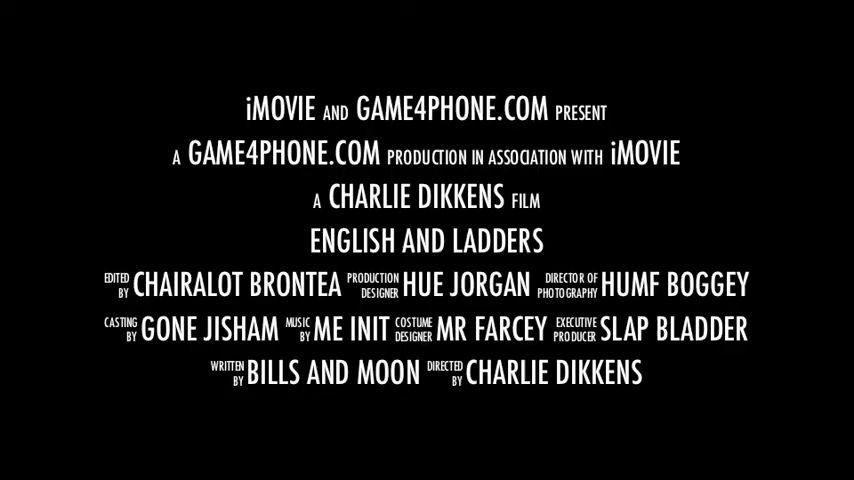 iMOVIE AND GAME4PHONE.COM PRESENT
A GAME4PHONE.COM PRODUCTION IN ASSOCIATION WITH iMOVIE
A CHARLIE DIKKENS FILM
ENGLISH AND LADDERS
EDITED BY CHAIRALOT BRONTEA PRODUCTION DESIGNER HUE JORGAN DIRECTOR OF PHOTOGRAPHY HUMF BOGGEY
CASTING BY GONE JISHAM MUSIC BY ME INIT COSTUME DESIGNER MR FARCEY EXECUTIVE PRODUCER SLAP BLADDER
WRITTEN BY BILLS AND MOON DIRECTED BY CHARLIE DIKKENS